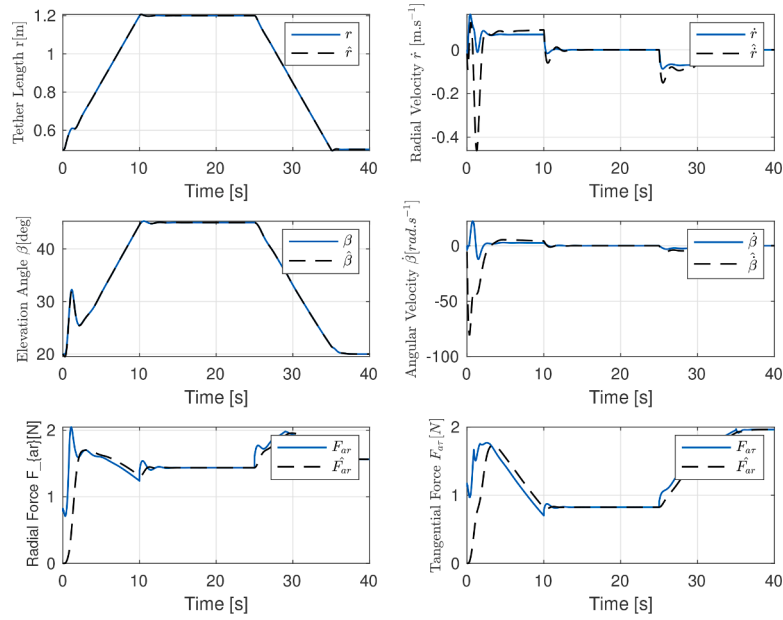 Tether Length r[m]
1.2
1
0.8
0.6
r
r̂
0 10 20 30 40
Time [s]
Radial Velocity ṙ [m.s⁻¹]
0
-0.2
-0.4
ṙ
r̂̇
0 10 20 30 40
Time [s]
Elevation Angle β[deg]
40
30
20
β
β̂
0 10 20 30 40
Time [s]
Angular Velocity β̇[rad.s⁻¹]
0
-50
-100
β̇
β̂̇
0 10 20 30 40
Time [s]
Radial Force F_{ar}[N]
2
1
0
F_ar
F̂_ar
0 10 20 30 40
Time [s]
Tangential Force F_ar[N]
2
1
0
F_ar
F̂_ar
0 10 20 30 40
Time [s]